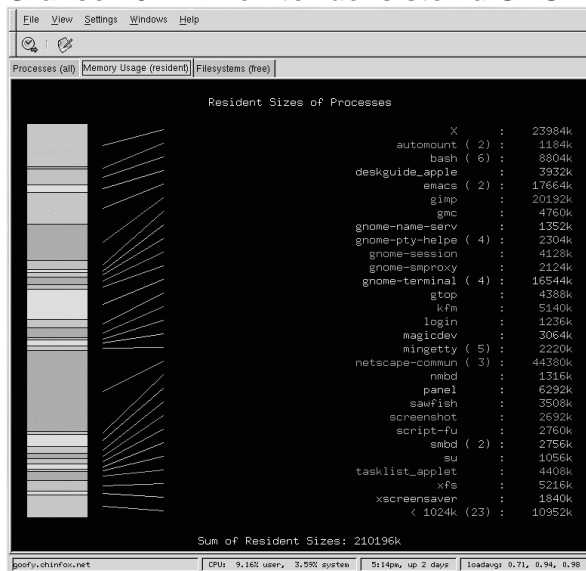 File View Settings Windows Help
Processes (all) Memory Usage (resident) Filesystems (free)
Resident Sizes of Processes
X : 23984k
automount ( 2) : 1184k
bash ( 6) : 8804k
deskguide_apple : 3932k
emacs ( 2) : 17664k
gimp : 20192k
gmc : 4760k
gnome-name-serv : 1352k
gnome-pty-helpe ( 4) : 2304k
gnome-session : 4128k
gnome-smproxy : 2124k
gnome-terminal ( 4) : 16544k
gtop : 4388k
kfm : 5140k
login : 1236k
magicdev : 3064k
mingetty ( 5) : 2220k
netscape-commun ( 3) : 44380k
nmbd : 1316k
panel : 6292k
sawfish : 3508k
screenshot : 2692k
script-fu : 2760k
smbd ( 2) : 2756k
su : 1056k
tasklist_applet : 4408k
xfs : 5216k
xscreensaver : 1840k
< 1024k (23) : 10952k
Sum of Resident Sizes: 210196k
goofy.chinfox.net CPU: 9.16% user, 3.59% system 5:14pm, up 2 days loadavg: 0.71, 0.94, 0.98